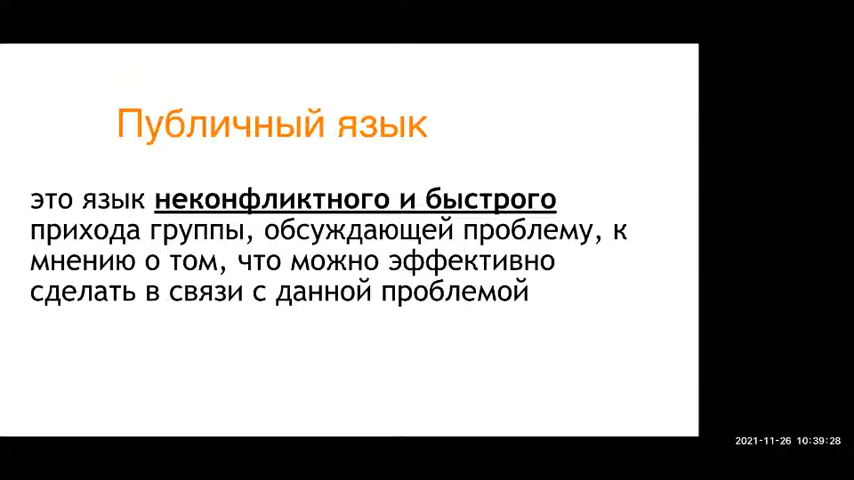 Публичный язык
это язык неконфликтного и быстрого
прихода группы, обсуждающей проблему, к
мнению о том, что можно эффективно
сделать в связи с данной проблемой
2021-11-26 10:39:28